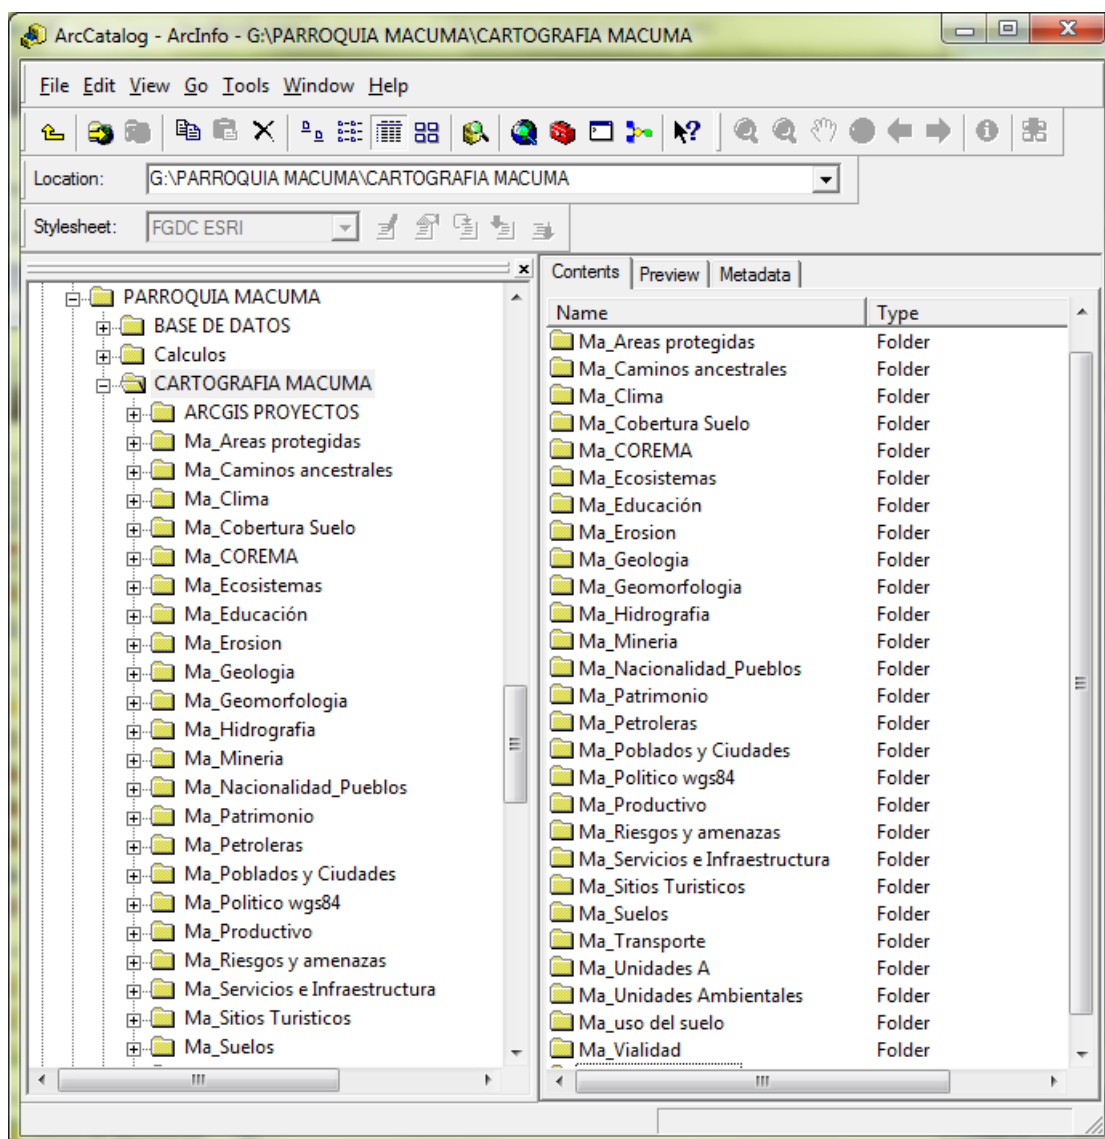 ArcCatalog - ArcInfo - G:\PARROQUIA MACUMA\CARTOGRAFIA MACUMA
File Edit View Go Tools Window Help
Location: G:\PARROQUIA MACUMA\CARTOGRAFIA MACUMA
Stylesheet: FGDC ESRI
PARROQUIA MACUMA
BASE DE DATOS
Calculos
CARTOGRAFIA MACUMA
ARCGIS PROYECTOS
Ma_Areas protegidas
Ma_Caminos ancestrales
Ma_Clima
Ma_Cobertura Suelo
Ma_COREMA
Ma_Ecosistemas
Ma_Educación
Ma_Erosion
Ma_Geologia
Ma_Geomorfologia
Ma_Hidrografia
Ma_Mineria
Ma_Nacionalidad_Pueblos
Ma_Patrimonio
Ma_Petroleras
Ma_Poblados y Ciudades
Ma_Politico wgs84
Ma_Productivo
Ma_Riesgos y amenazas
Ma_Servicios e Infraestructura
Ma_Sitios Turisticos
Ma_Suelos
Contents Preview Metadata
Name Type
Ma_Areas protegidas Folder
Ma_Caminos ancestrales Folder
Ma_Clima Folder
Ma_Cobertura Suelo Folder
Ma_COREMA Folder
Ma_Ecosistemas Folder
Ma_Educación Folder
Ma_Erosion Folder
Ma_Geologia Folder
Ma_Geomorfologia Folder
Ma_Hidrografia Folder
Ma_Mineria Folder
Ma_Nacionalidad_Pueblos Folder
Ma_Patrimonio Folder
Ma_Petroleras Folder
Ma_Poblados y Ciudades Folder
Ma_Politico wgs84 Folder
Ma_Productivo Folder
Ma_Riesgos y amenazas Folder
Ma_Servicios e Infraestructura Folder
Ma_Sitios Turisticos Folder
Ma_Suelos Folder
Ma_Transporte Folder
Ma_Unidades A Folder
Ma_Unidades Ambientales Folder
Ma_uso del suelo Folder
Ma_Vialidad Folder